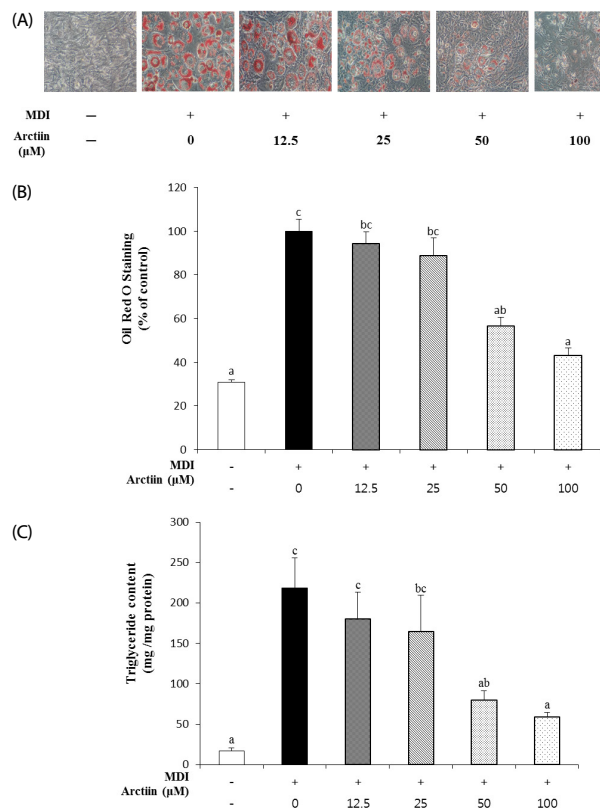 (A)
MDI — + + + + +
Arctiin (μM) — 0 12.5 25 50 100
(B)
Oil Red O Staining
(% of control)
120
100
80
60
40
20
0
a c bc bc ab a
MDI - + + + + +
Arctiin (μM) - 0 12.5 25 50 100
(C)
Triglyceride content
(mg /mg protein)
300
250
200
150
100
50
0
a c c bc ab a
MDI - + + + + +
Arctiin (μM) - 0 12.5 25 50 100